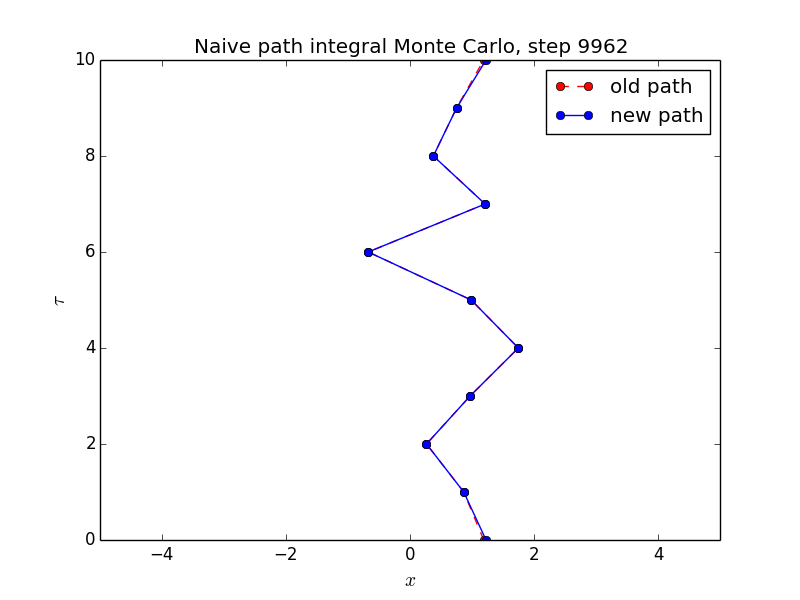 Naive path integral Monte Carlo, step 9962
old path
new path
10
8
6
4
2
0
τ
−4 −2 0 2 4
x